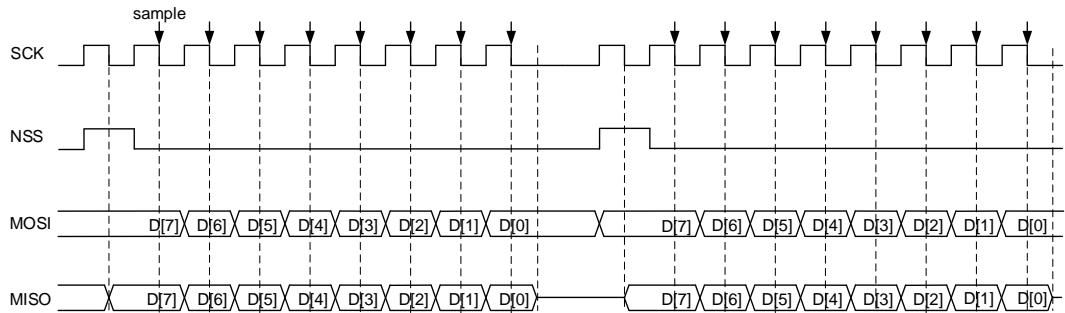 sample
SCK
NSS
MOSI D[7] D[6] D[5] D[4] D[3] D[2] D[1] D[0] D[7] D[6] D[5] D[4] D[3] D[2] D[1] D[0]
MISO D[7] D[6] D[5] D[4] D[3] D[2] D[1] D[0] D[7] D[6] D[5] D[4] D[3] D[2] D[1] D[0]